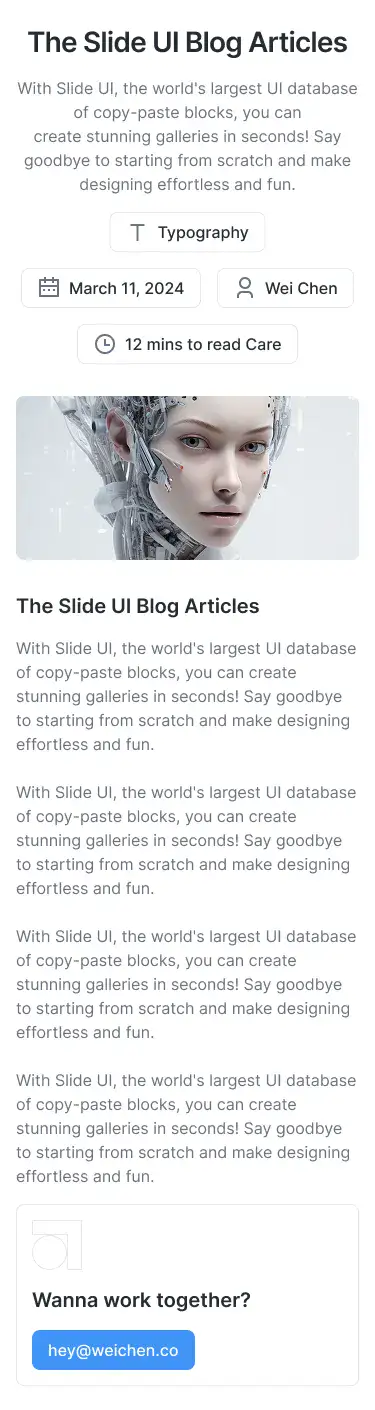 The Slide UI Blog Articles
With Slide UI, the world's largest UI database
of copy-paste blocks, you can
create stunning galleries in seconds! Say
goodbye to starting from scratch and make
designing effortless and fun.
Typography
March 11, 2024
Wei Chen
12 mins to read Care
The Slide UI Blog Articles
With Slide UI, the world's largest UI database
of copy-paste blocks, you can create
stunning galleries in seconds! Say goodbye
to starting from scratch and make designing
effortless and fun.
With Slide UI, the world's largest UI database
of copy-paste blocks, you can create
stunning galleries in seconds! Say goodbye
to starting from scratch and make designing
effortless and fun.
With Slide UI, the world's largest UI database
of copy-paste blocks, you can create
stunning galleries in seconds! Say goodbye
to starting from scratch and make designing
effortless and fun.
With Slide UI, the world's largest UI database
of copy-paste blocks, you can create
stunning galleries in seconds! Say goodbye
to starting from scratch and make designing
effortless and fun.
Wanna work together?
hey@weichen.co